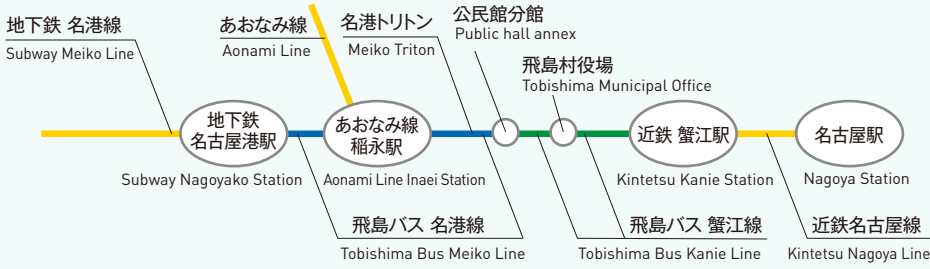 地下鉄 名港線
Subway Meiko Line
あおなみ線
Aonami Line
名港トリトン
Meiko Triton
公民館分館
Public hall annex
飛島村役場
Tobishima Municipal Office
地下鉄
名古屋港駅
Subway Nagoyako Station
あおなみ線
稲永駅
Aonami Line Inaei Station
近鉄 蟹江駅
Kintetsu Kanie Station
名古屋駅
Nagoya Station
飛島バス 名港線
Tobishima Bus Meiko Line
飛島バス 蟹江線
Tobishima Bus Kanie Line
近鉄名古屋線
Kintetsu Nagoya Line